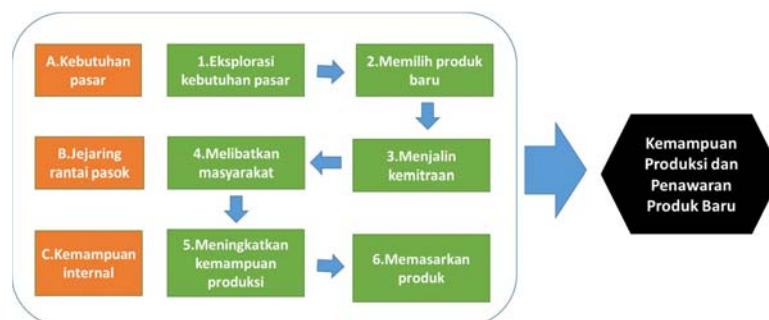 A.Kebutuhan
pasar
1.Eksplorasi
kebutuhan pasar
2.Memilih produk
baru
B.Jejaring
rantai pasok
4.Melibatkan
masyarakat
3.Menjalin
kemitraan
C.Kemampuan
internal
5.Meningkatkan
kemampuan
produksi
6.Memasarkan
produk
Kemampuan
Produksi dan
Penawaran
Produk Baru